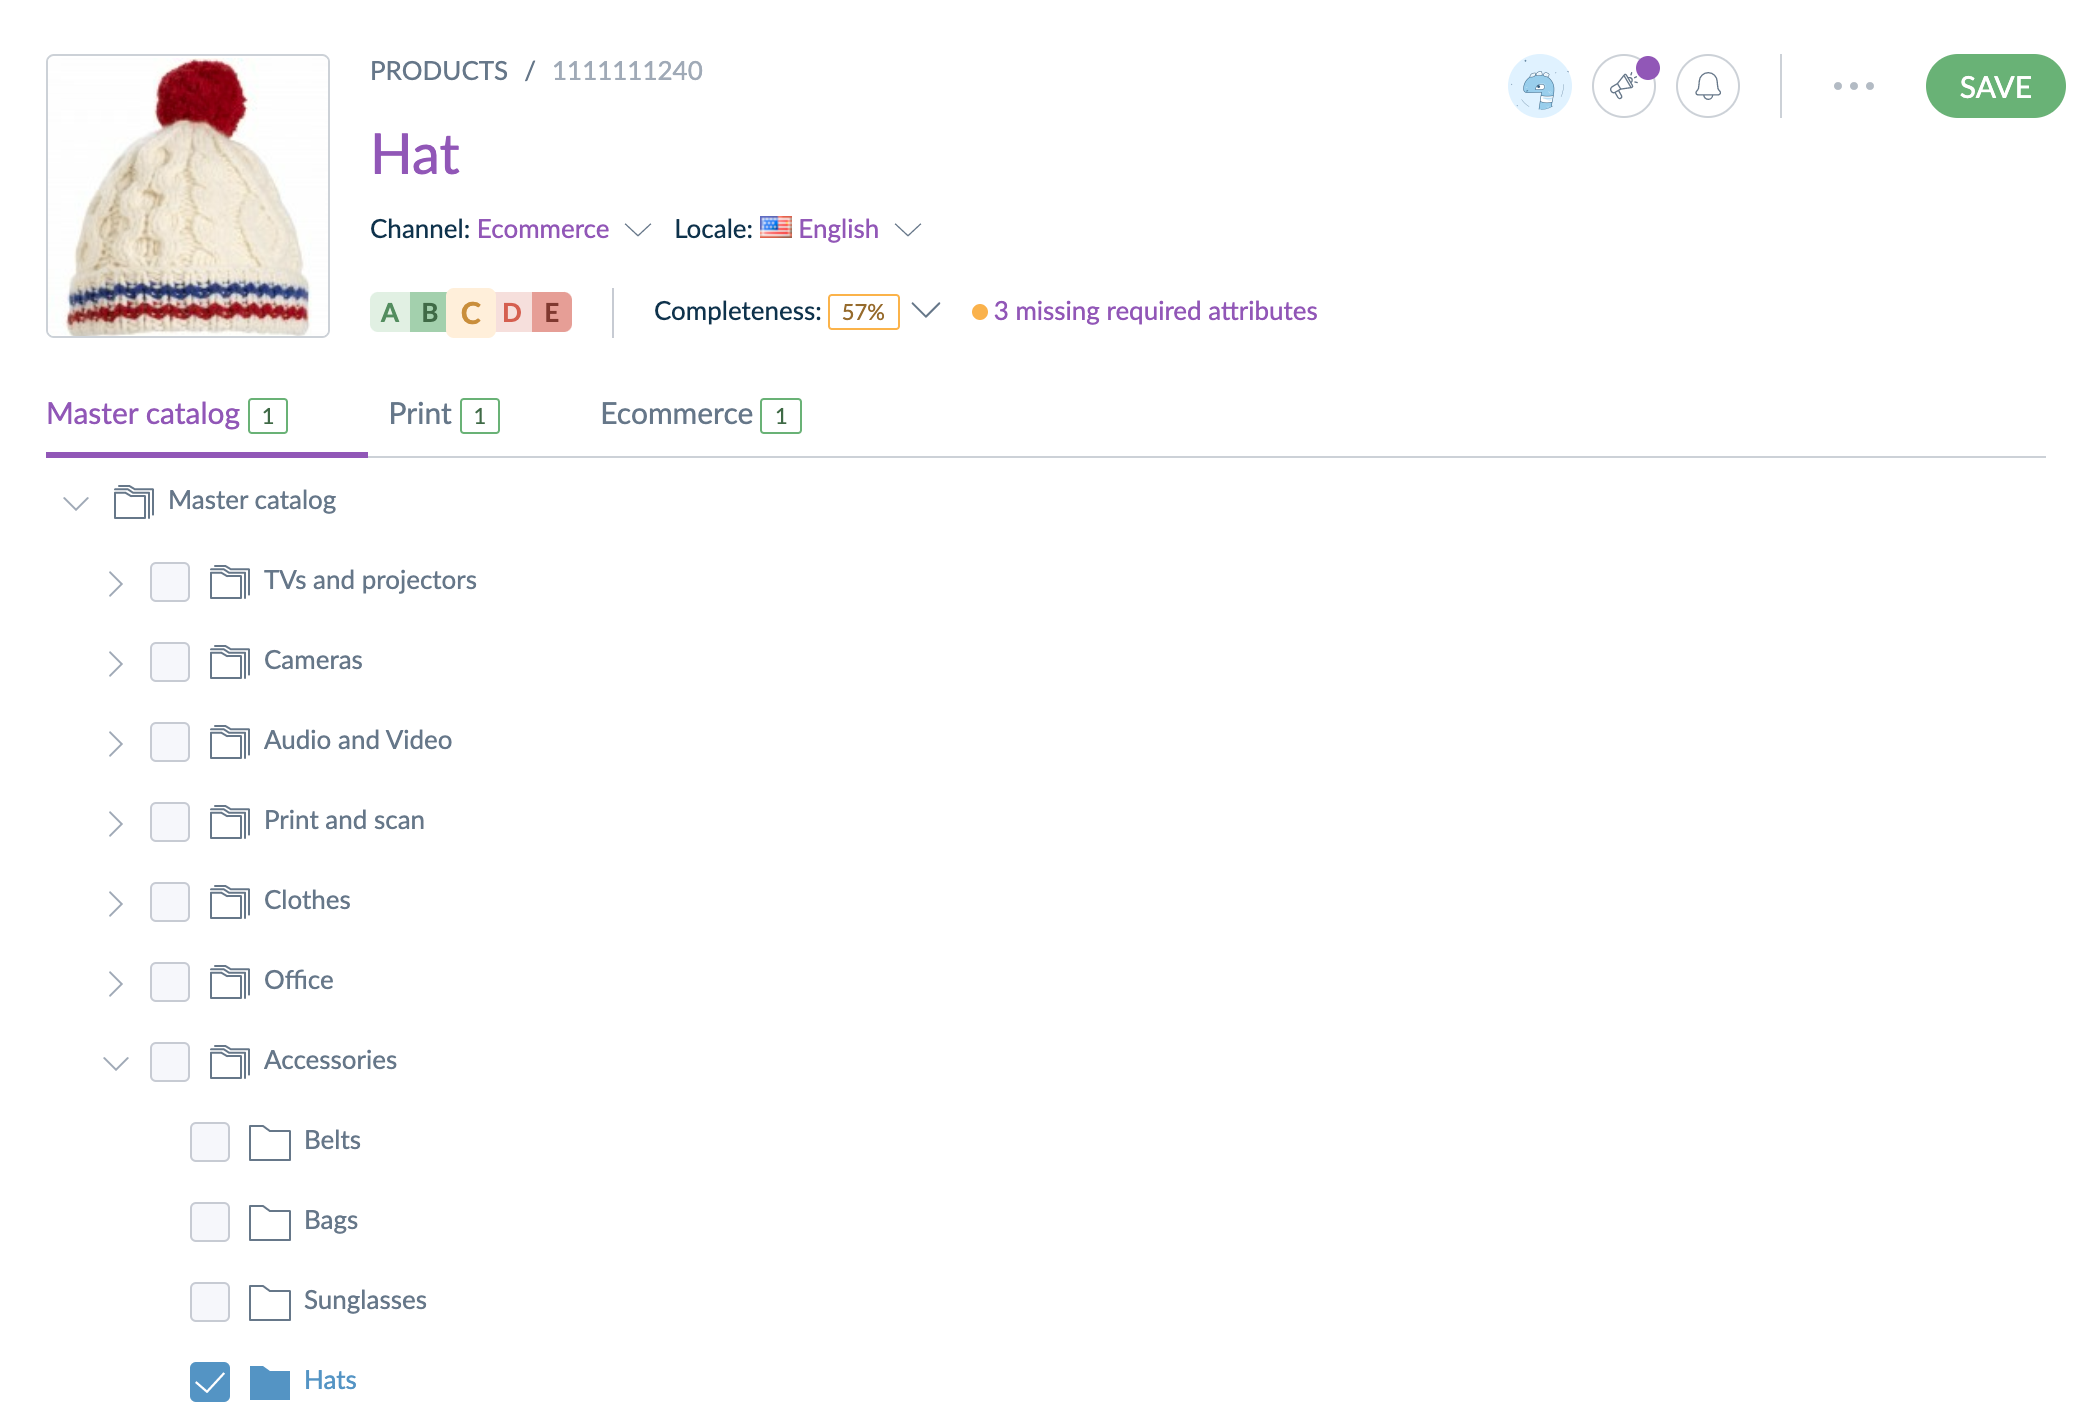 PRODUCTS / 1111111240
SAVE
Hat
Channel: Ecommerce Locale: English
A B C D E Completeness: 57% 3 missing required attributes
Master catalog 1 Print 1 Ecommerce 1
Master catalog
TVs and projectors
Cameras
Audio and Video
Print and scan
Clothes
Office
Accessories
Belts
Bags
Sunglasses
Hats